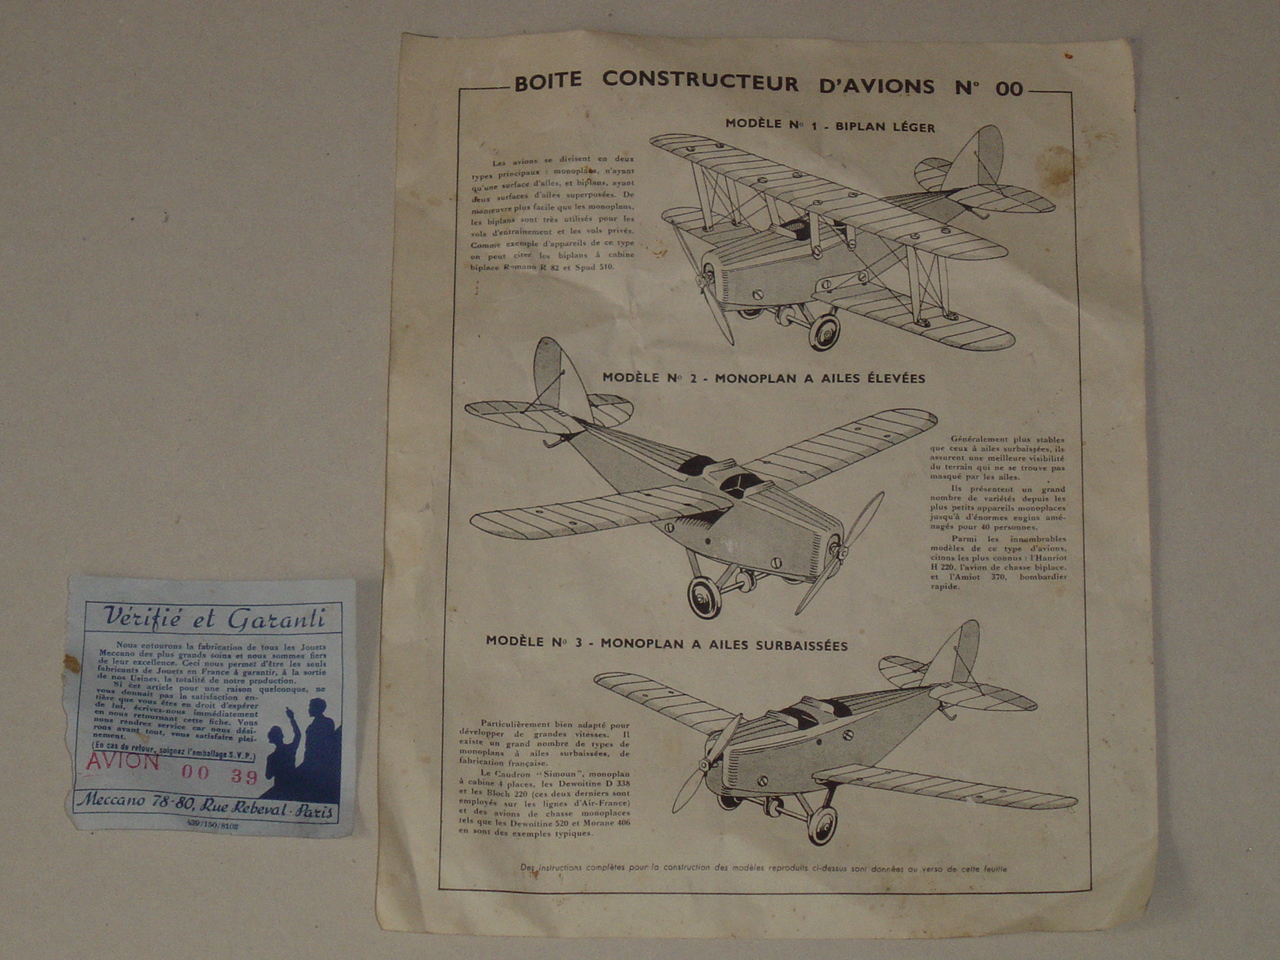 BOITE CONSTRUCTEUR D'AVIONS N° 00
MODÈLE N° 1 - BIPLAN LÉGER
Les avions se divisent en deux
types principaux : monoplans, n'ayant
qu'une surface d'ailes, et biplans, ayant
deux surfaces d'ailes superposées. De
manœuvre plus facile que les monoplans,
les biplans sont très utilisés pour les
vols d'entraînement et les vols privés.
Comme exemple d'appareils de ce type
on peut citer les biplans à cabine
biplace Romano R 82 et Spad 510.
MODÈLE N° 2 - MONOPLAN A AILES ÉLEVÉES
Généralement plus stables
que ceux à ailes surbaissées, ils
assurent une meilleure visibilité
du terrain qui ne se trouve pas
masqué par les ailes.
Ils présentent un grand
nombre de variétés depuis les
plus petits appareils monoplaces
jusqu'à d'énormes engins amé-
nagés pour 40 personnes.
Parmi les innombrables
modèles de ce type d'avions,
citons les plus connus : l'Hanriot
H 220, l'avion de chasse biplace,
et l'Amiot 370, bombardier
rapide.
MODÈLE N° 3 - MONOPLAN A AILES SURBAISSÉES
Particulièrement bien adapté pour
développer de grandes vitesses. Il
existe un grand nombre de types de
monoplans à ailes surbaissées, de
fabrication française.
Le Caudron "Simoun", monoplan
à cabine 4 places, les Dewoitine D 338
et les Bloch 220 (ces deux derniers sont
employés sur les lignes d'Air-France)
et des avions de chasse monoplaces
tels que les Dewoitine 520 et Morane 406
en sont des exemples typiques.
Des instructions complètes pour la construction des modèles reproduits ci-dessus sont données au verso de cette feuille
Vérifié et Garanti
Nous entourons la fabrication de tous les Jouets
Meccano des plus grands soins et nous sommes fiers
de leur excellence. Ceci nous permet d'être les seuls
fabricants de Jouets en France à garantir, à la sortie
de nos Usines, la totalité de notre production.
Si cet article pour une raison quelconque, ne
vous donnait pas la satisfaction en-
tière que vous êtes en droit d'espérer
de lui, écrivez-nous immédiatement
en nous retournant cette fiche. Vous
nous rendrez service car nous dési-
rons avant tout, vous satisfaire plei-
nement.
(En cas de retour, soignez l'emballage S.V.P.)
AVION 00 39
Meccano 78-80, Rue Rebeval - Paris